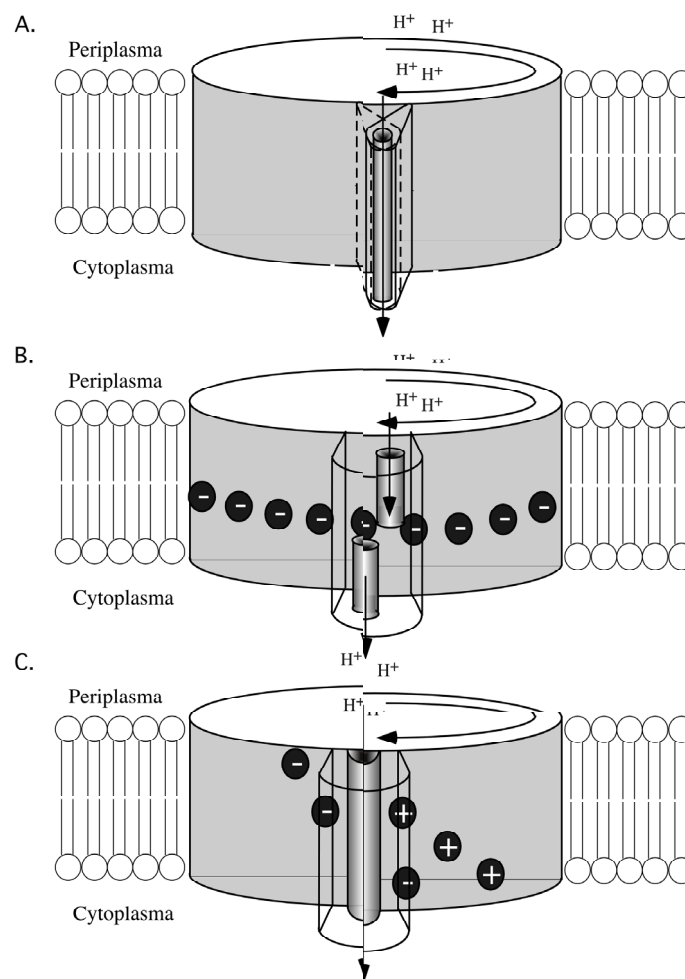 A.
H+ H+
Periplasma
H+ H+
Cytoplasma
B.
Periplasma
H+ H+
- - - - - - - - -
Cytoplasma
C.
H+ H+
Periplasma
H+
-
- +
+
- +
Cytoplasma